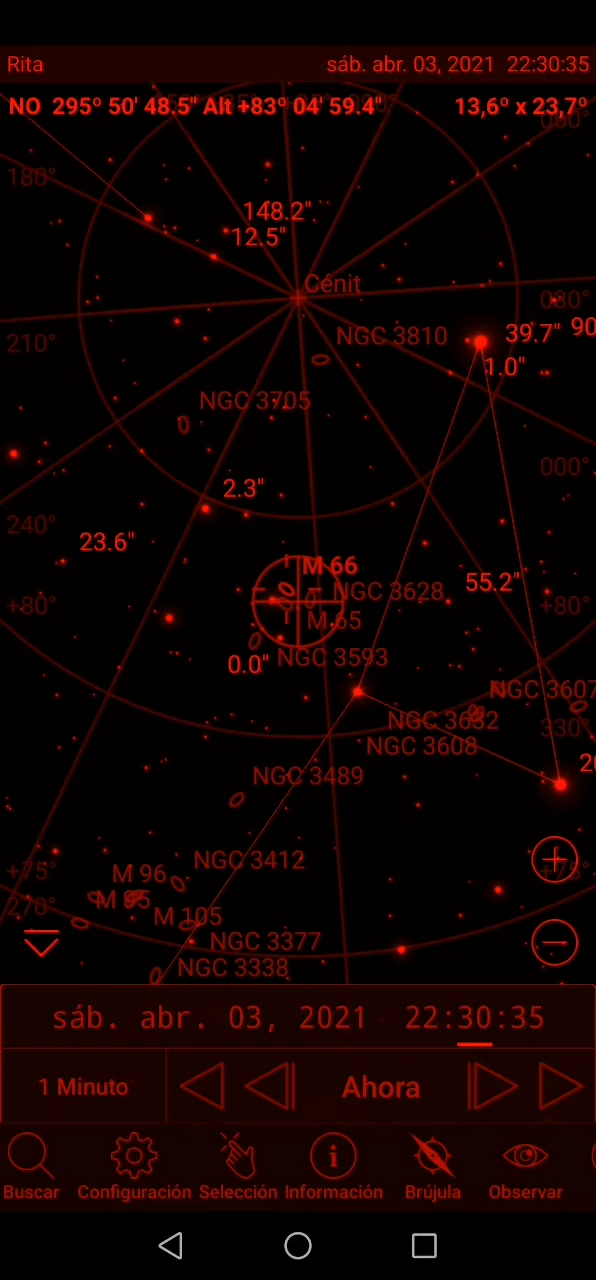 Rita sáb. abr. 03, 2021 22:30:35
NO 295º 50' 48.5" Alt +83º 04' 59.4" 13,6º x 23,7º
060°
180°
148.2"
12.5"
Cénit
030°
210°
NGC 3810
39.7" 90
1.0"
NGC 3705
000°
2.3"
240°
23.6"
M 66
55.2"
NGC 3628
+80°
+80°
M 65
NGC 3593
0.0"
NGC 3607
NGC 3632
330°
NGC 3608
20
NGC 3489
NGC 3412
+75°
+75°
M 96
M 95
270°
M 105
NGC 3377
NGC 3338
sáb. abr. 03, 2021 22:30:35
1 Minuto
Ahora
Buscar Configuración Selección Información Brújula Observar